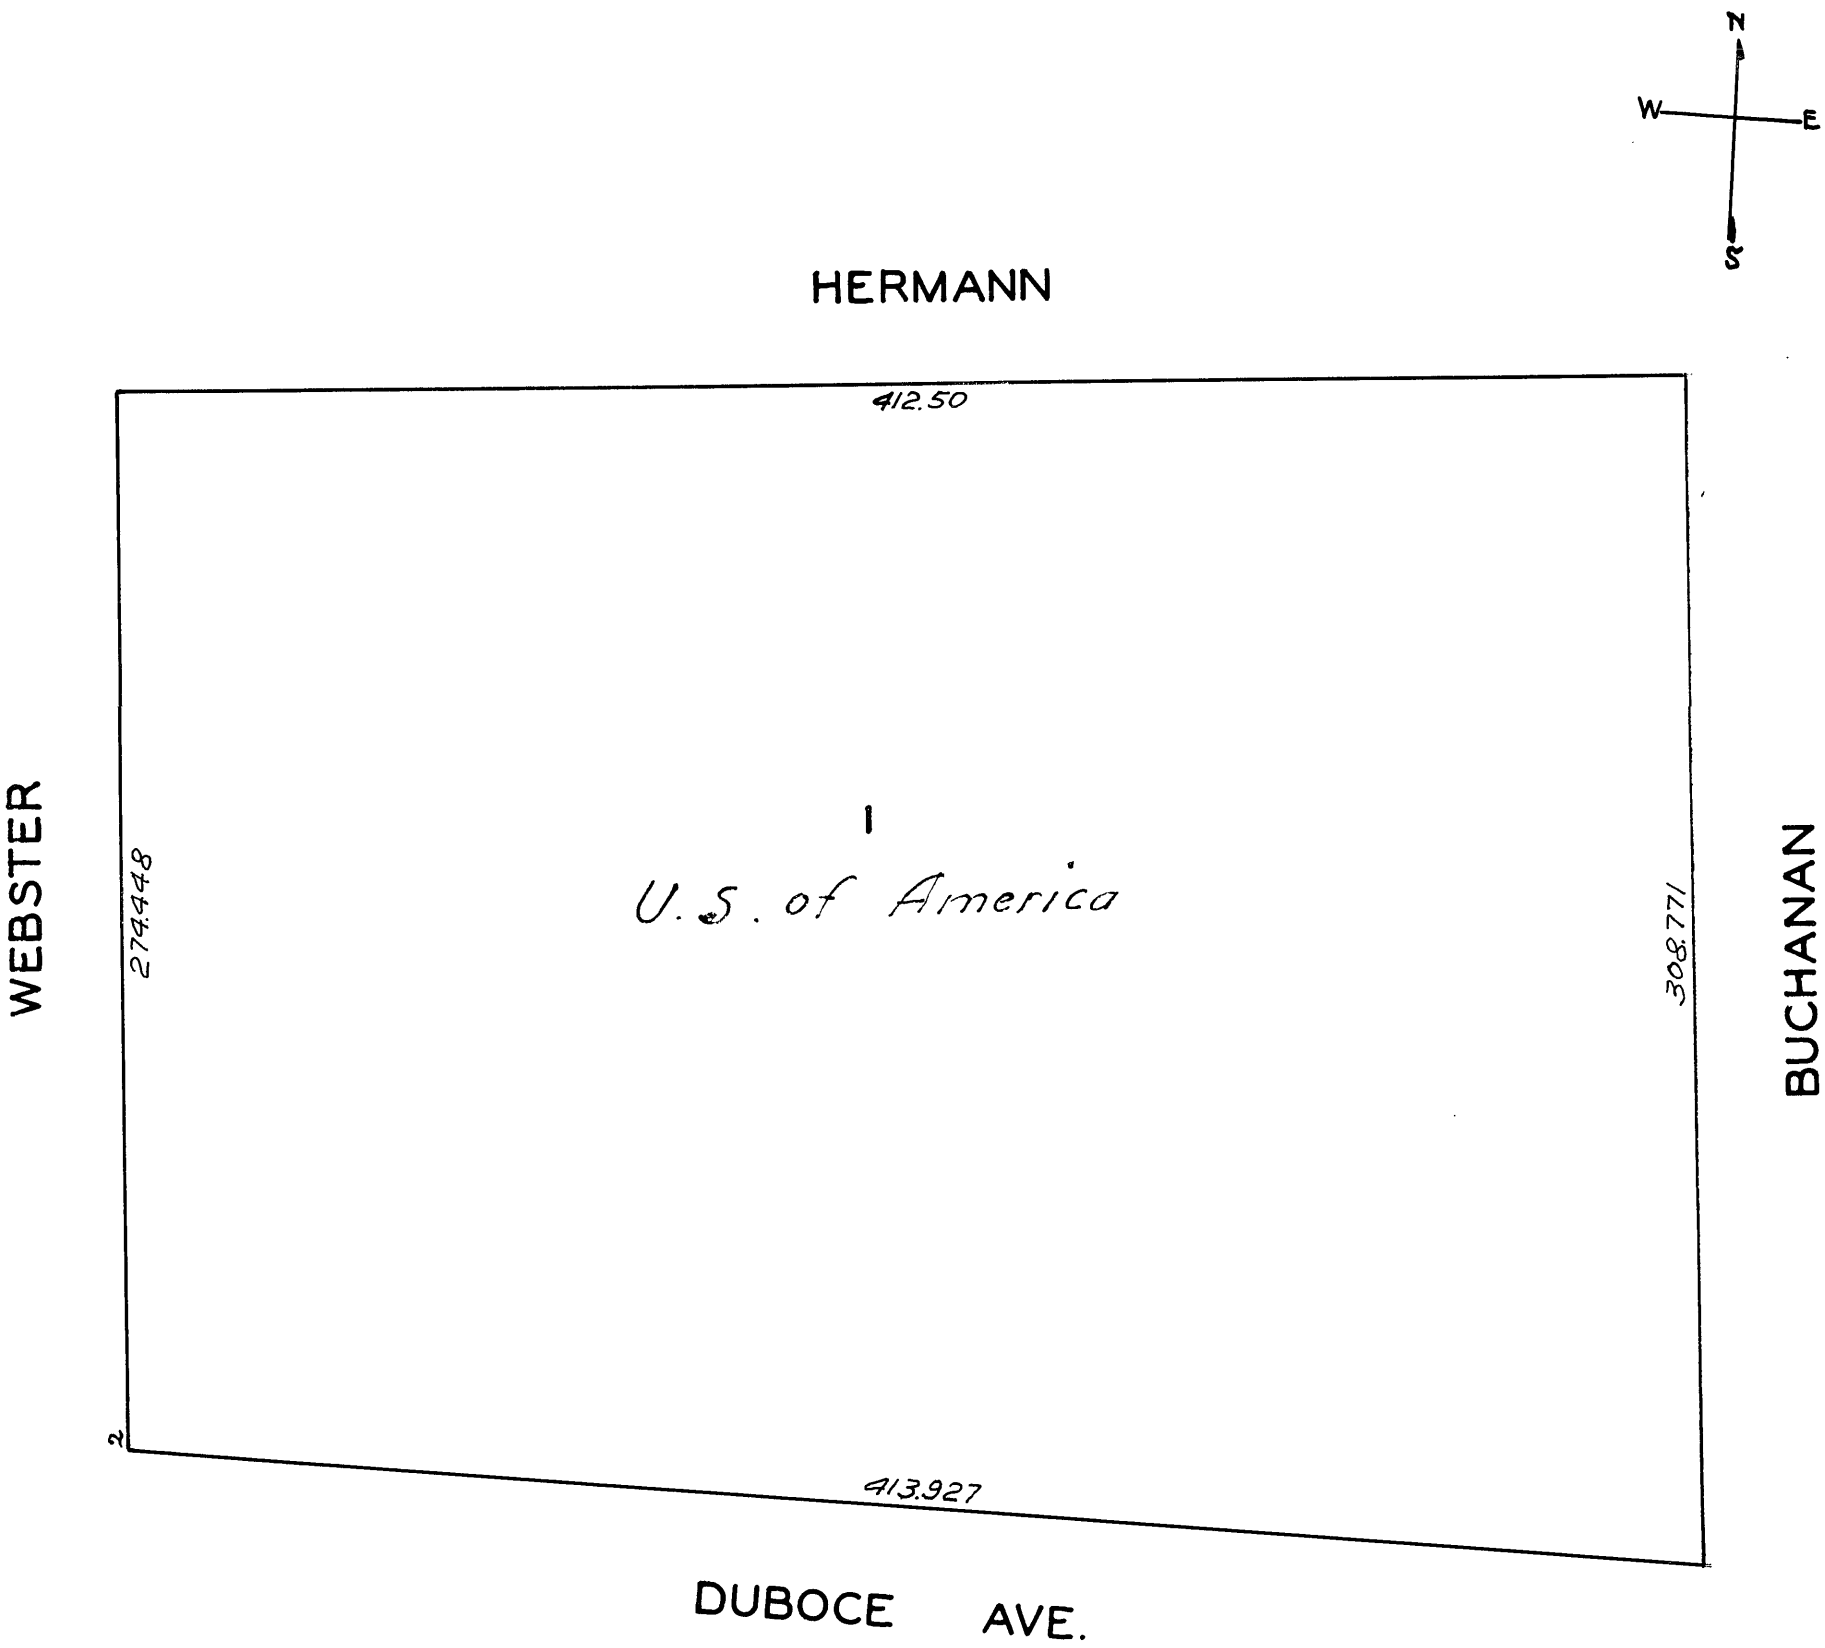 N
W E
S
HERMANN
412.50
WEBSTER
274.448
1
U.S. of America
308.771
BUCHANAN
2
413.927
DUBOCE AVE.